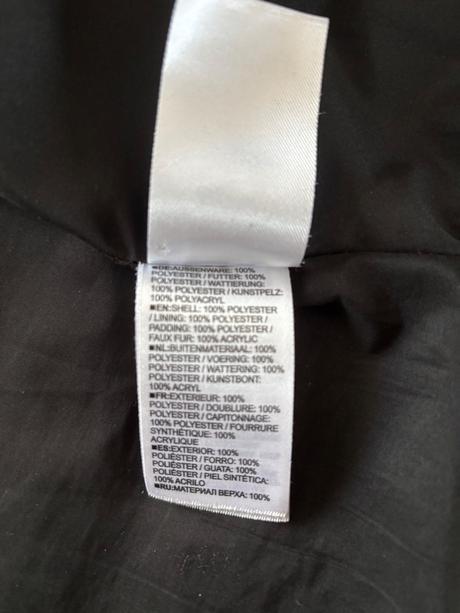 ■DE:AUSSENWARE: 100%
POLYESTER / FUTTER: 100%
POLYESTER / WATTIERUNG:
100% POLYESTER / KUNSTPELZ:
100% POLYACRYL
■EN:SHELL: 100% POLYESTER
/ LINING: 100% POLYESTER /
PADDING: 100% POLYESTER /
FAUX FUR: 100% ACRYLIC
■NL:BUITENMATERIAAL: 100%
POLYESTER / VOERING: 100%
POLYESTER / WATTERING: 100%
POLYESTER / KUNSTBONT:
100% ACRYL
■FR:EXTERIEUR: 100%
POLYESTER / DOUBLURE: 100%
POLYESTER / CAPITONNAGE:
100% POLYESTER / FOURRURE
SYNTHÉTIQUE: 100%
ACRYLIQUE
■ES:EXTERIOR: 100%
POLIÉSTER / FORRO: 100%
POLIÉSTER / GUATA: 100%
POLIÉSTER / PIEL SINTÉTICA:
100% ACRILO
■RU:МАТЕРИАЛ ВЕРХА: 100%